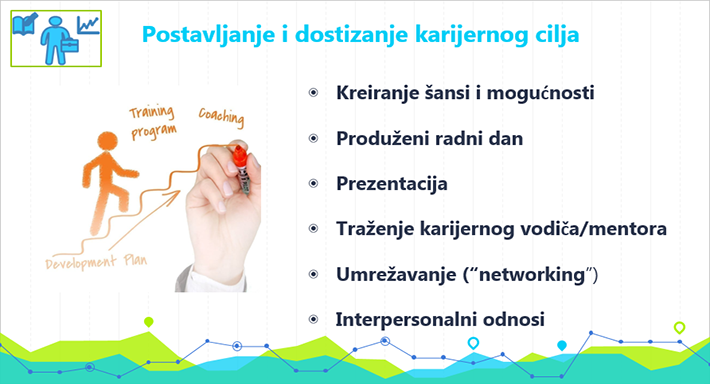 Postavljanje i dostizanje karijernog cilja
Training
program
Coaching
Development Plan
Kreiranje šansi i mogućnosti
Produženi radni dan
Prezentacija
Traženje karijernog vodiča/mentora
Umrežavanje (“networking”)
Interpersonalni odnosi